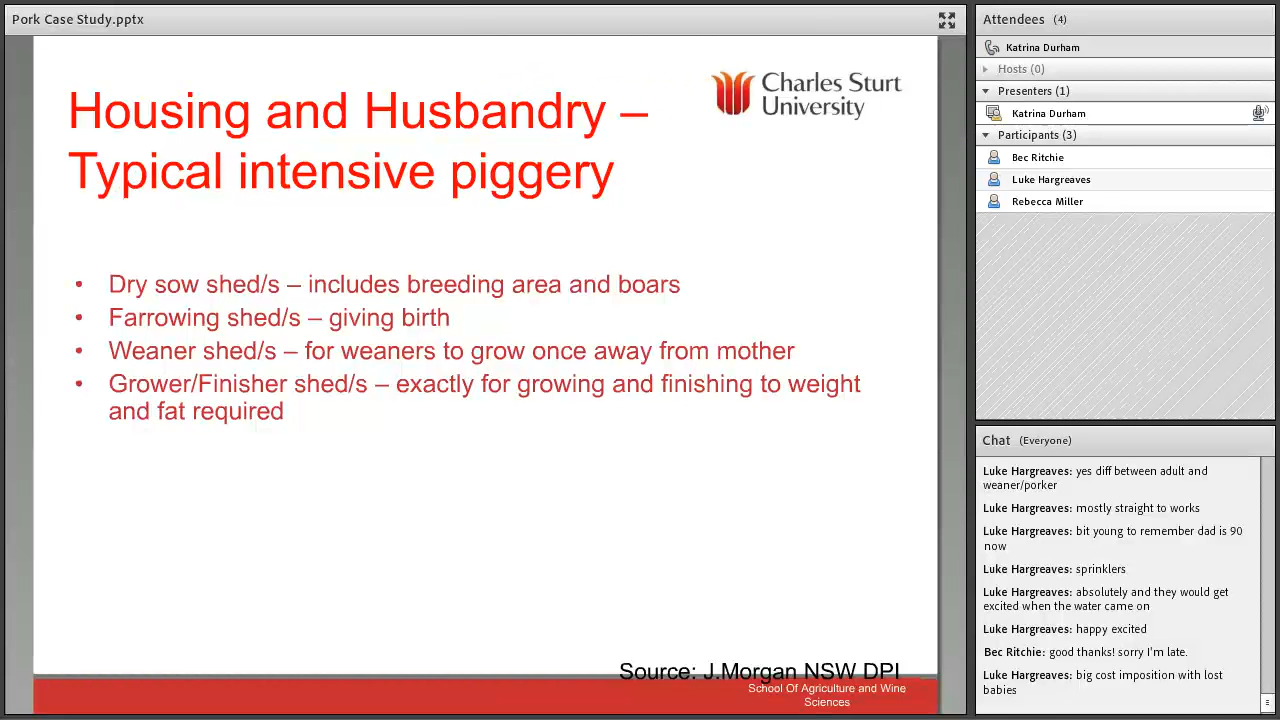 Pork Case Study.pptx
Housing and Husbandry –
Typical intensive piggery
Charles Sturt
University
• Dry sow shed/s – includes breeding area and boars
• Farrowing shed/s – giving birth
• Weaner shed/s – for weaners to grow once away from mother
• Grower/Finisher shed/s – exactly for growing and finishing to weight
and fat required
Source: J.Morgan NSW DPI
School Of Agriculture and Wine
Sciences
Attendees (4)
Katrina Durham
Hosts (0)
Presenters (1)
Katrina Durham
Participants (3)
Bec Ritchie
Luke Hargreaves
Rebecca Miller
Chat (Everyone)
Luke Hargreaves: yes diff between adult and
weaner/porker
Luke Hargreaves: mostly straight to works
Luke Hargreaves: bit young to remember dad is 90
now
Luke Hargreaves: sprinklers
Luke Hargreaves: absolutely and they would get
excited when the water came on
Luke Hargreaves: happy excited
Bec Ritchie: good thanks! sorry I'm late.
Luke Hargreaves: big cost imposition with lost
babies